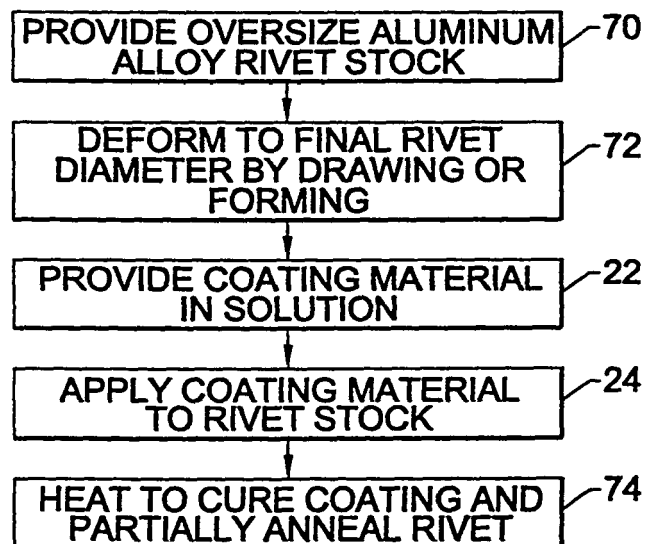 PROVIDE OVERSIZE ALUMINUM 70
ALLOY RIVET STOCK
DEFORM TO FINAL RIVET 72
DIAMETER BY DRAWING OR
FORMING
PROVIDE COATING MATERIAL 22
IN SOLUTION
APPLY COATING MATERIAL 24
TO RIVET STOCK
HEAT TO CURE COATING AND 74
PARTIALLY ANNEAL RIVET